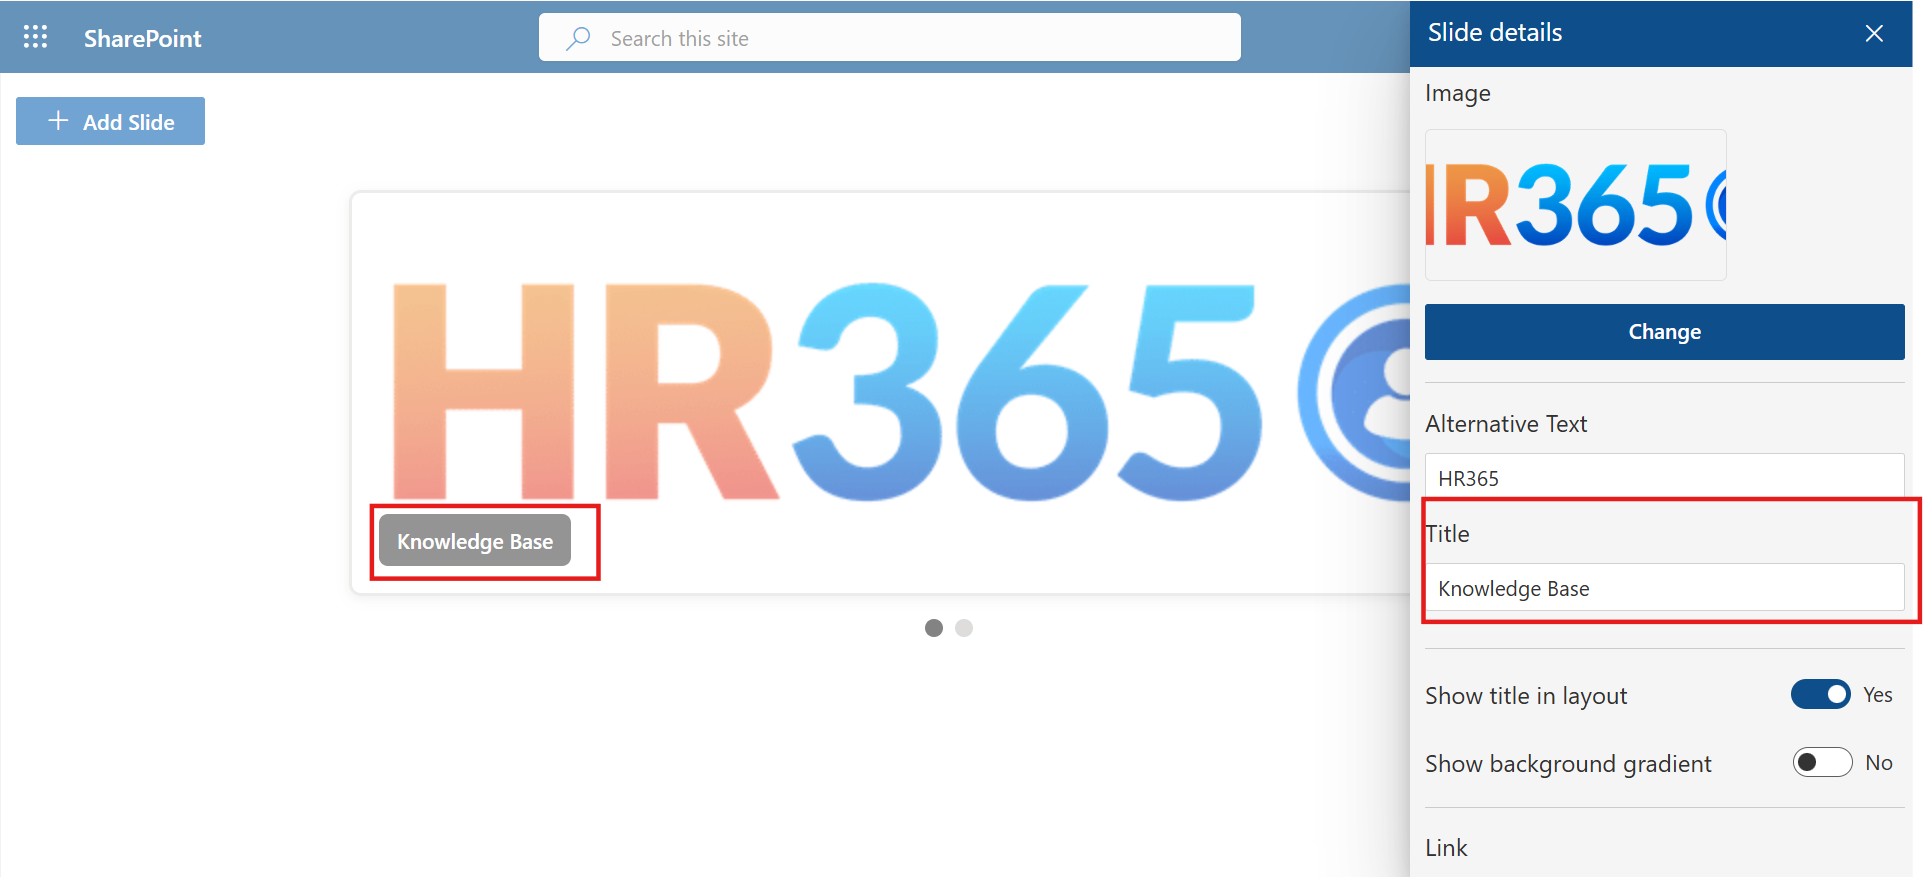 SharePoint
Search this site
Add Slide
HR365
Knowledge Base
Slide details
Image
HR365
Change
Alternative Text
HR365
Title
Knowledge Base
Show title in layout
Yes
Show background gradient
No
Link